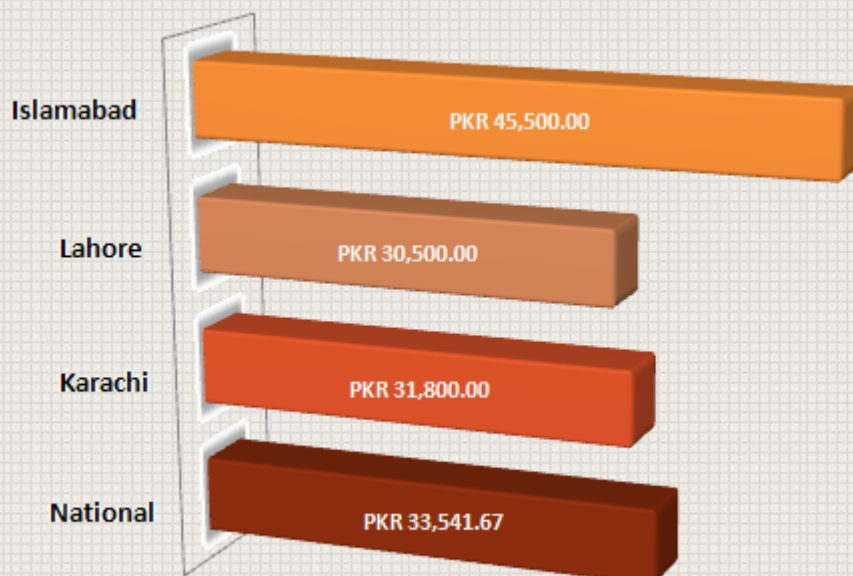 Islamabad
PKR 45,500.00
Lahore
PKR 30,500.00
Karachi
PKR 31,800.00
National
PKR 33,541.67